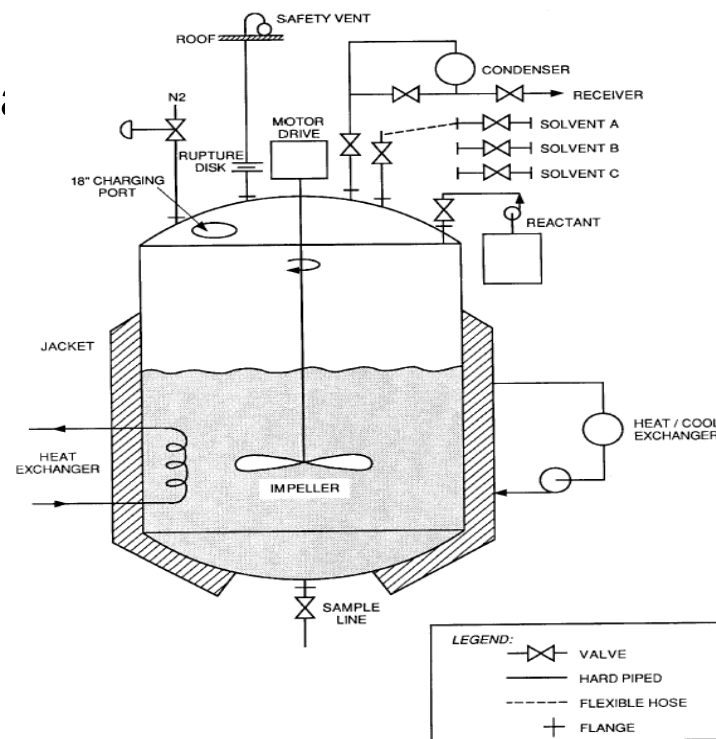 SAFETY VENT
ROOF
CONDENSER
N2
RECEIVER
MOTOR
DRIVE
SOLVENT A
RUPTURE
DISK
SOLVENT B
18" CHARGING
PORT
SOLVENT C
REACTANT
JACKET
HEAT / COOL
EXCHANGER
HEAT
EXCHANGER
IMPELLER
SAMPLE
LINE
LEGEND:
VALVE
HARD PIPED
FLEXIBLE HOSE
FLANGE